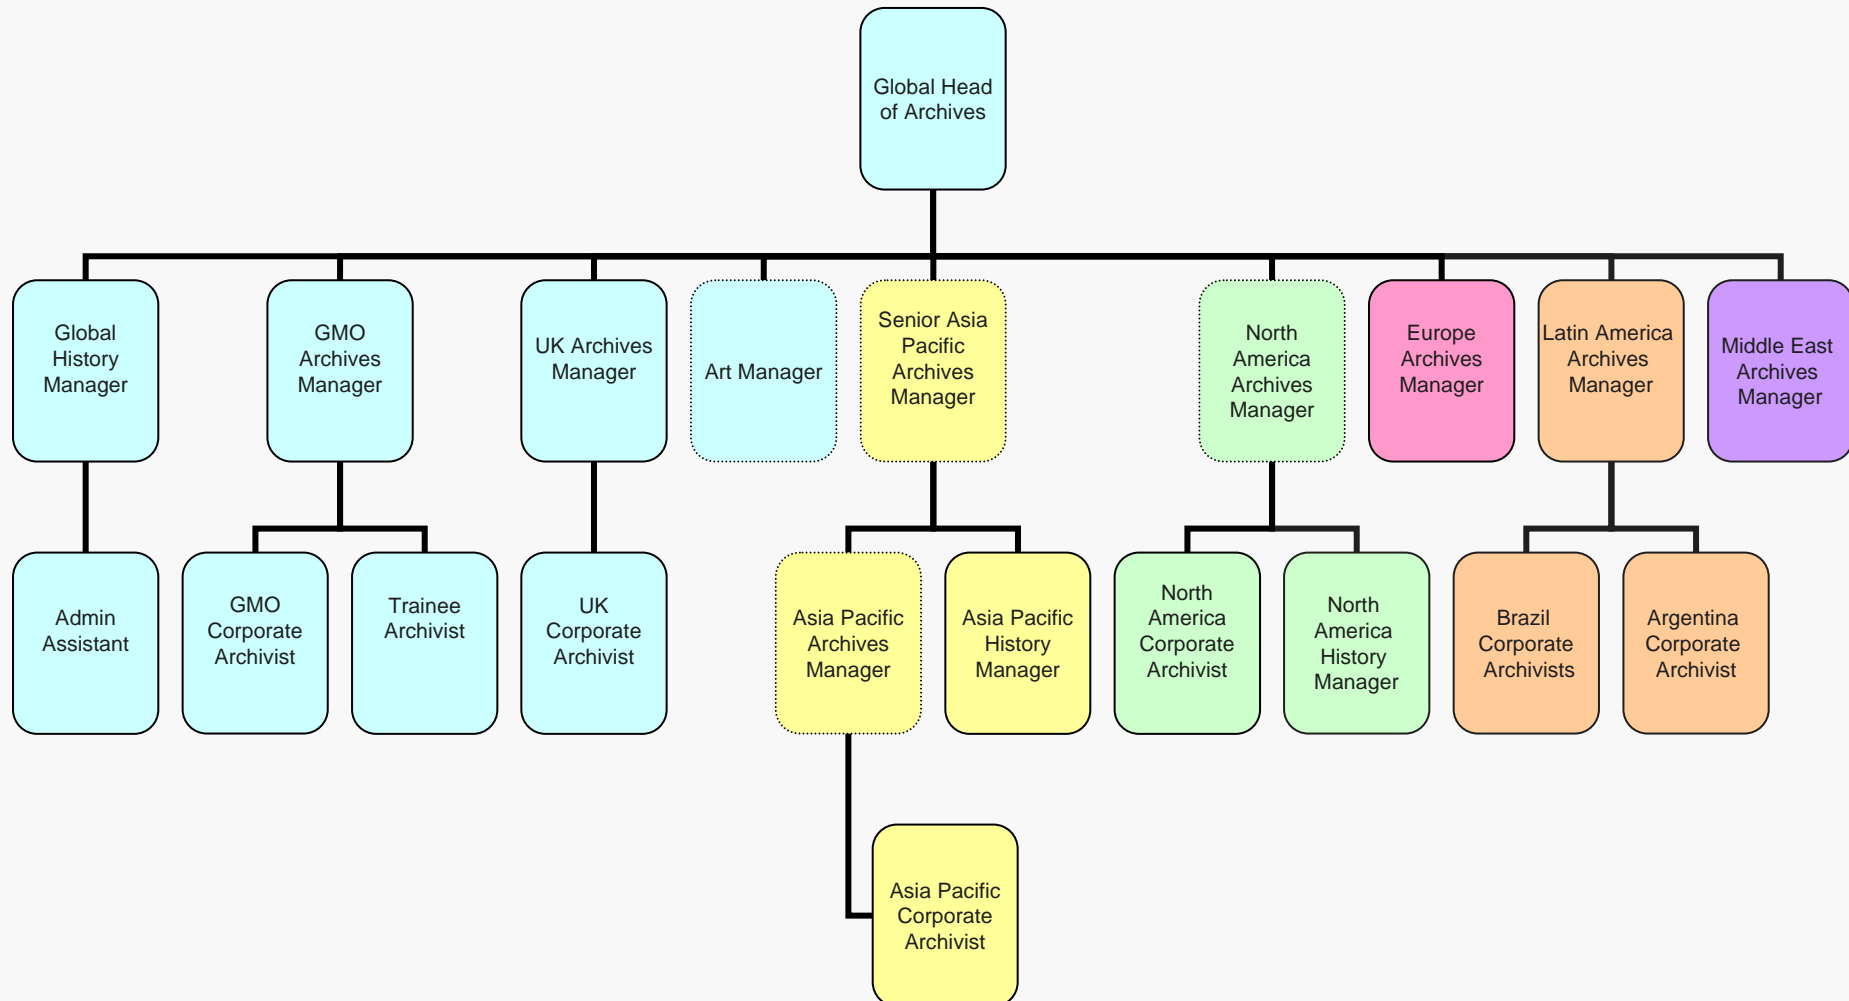 Global Head
of Archives
Global
History
Manager
GMO
Archives
Manager
UK Archives
Manager
Art Manager
Senior Asia
Pacific
Archives
Manager
North
America
Archives
Manager
Europe
Archives
Manager
Latin America
Archives
Manager
Middle East
Archives
Manager
Admin
Assistant
GMO
Corporate
Archivist
Trainee
Archivist
UK
Corporate
Archivist
Asia Pacific
Archives
Manager
Asia Pacific
History
Manager
North
America
Corporate
Archivist
North
America
History
Manager
Brazil
Corporate
Archivists
Argentina
Corporate
Archivist
Asia Pacific
Corporate
Archivist